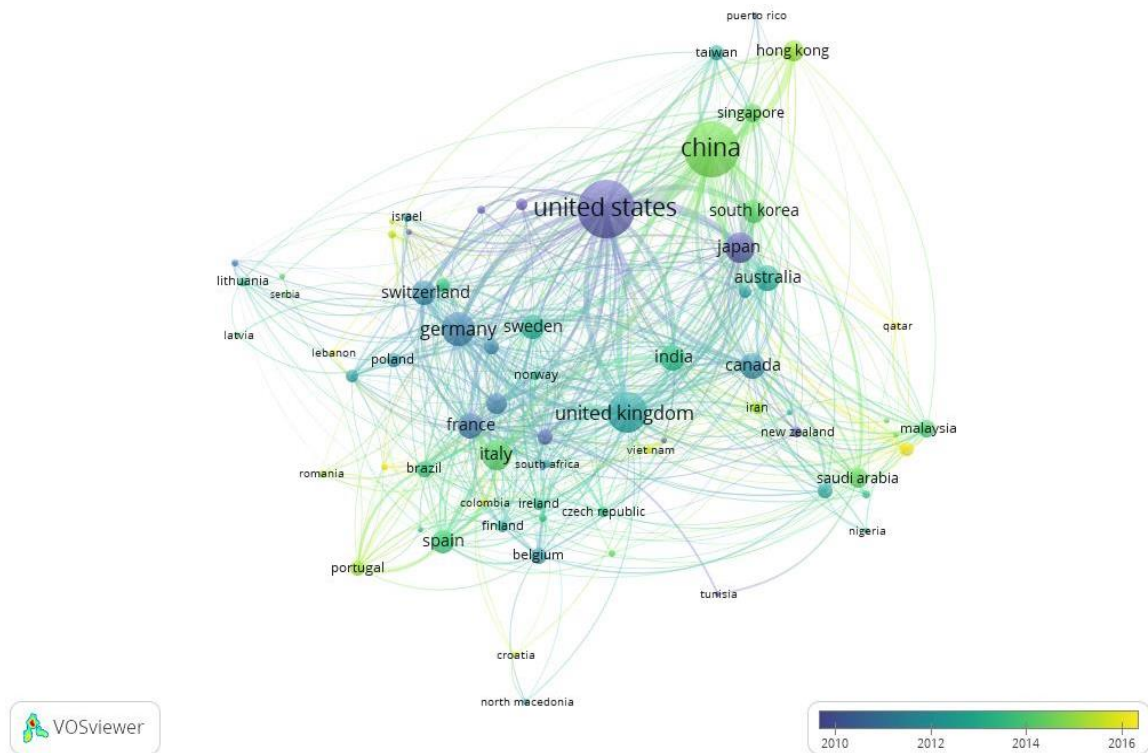 puerto rico
taiwan
hong kong
singapore
china
united states
south korea
israel
japan
australia
lithuania
serbia
switzerland
germany
sweden
qatar
latvia
lebanon
poland
india
canada
norway
france
united kingdom
iran
new zealand
malaysia
italy
viet nam
south africa
brazil
romania
saudi arabia
colombia
ireland
czech republic
finland
nigeria
spain
belgium
portugal
tunisia
croatia
north macedonia
VOSviewer
2010 2012 2014 2016